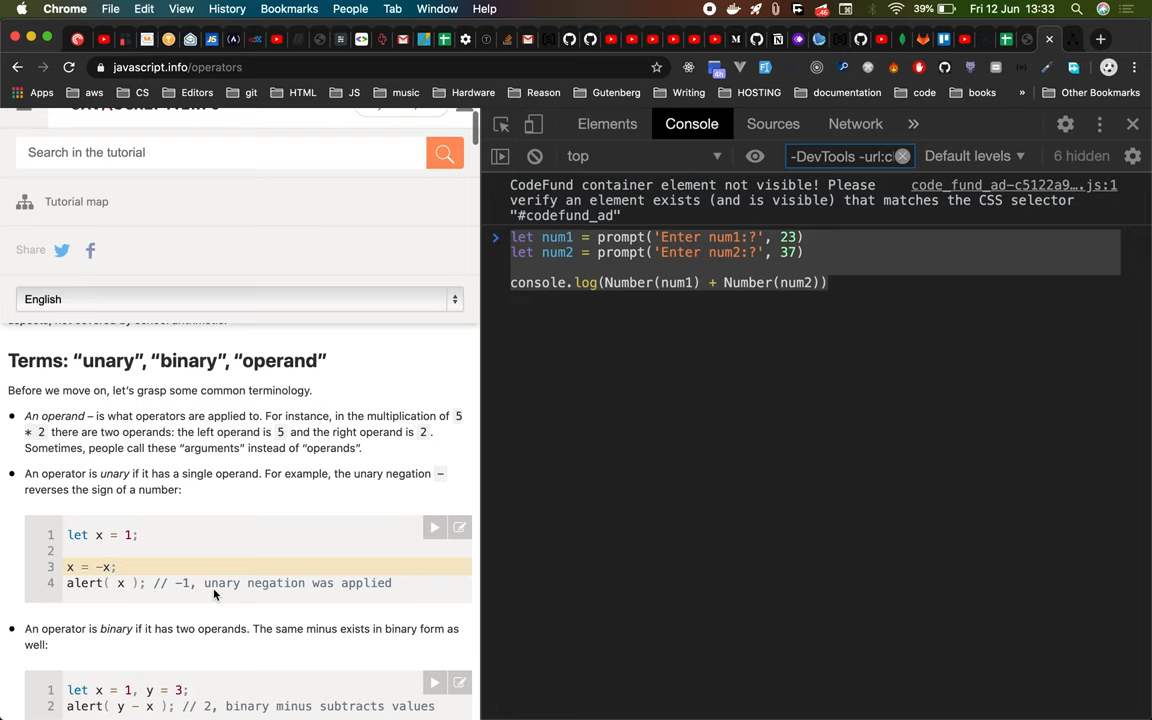 Chrome File Edit View History Bookmarks People Tab Window Help 46 39% Fri 12 Jun 13:33
javascript.info/operators 4h
Apps aws CS Editors git HTML JS music Hardware Reason Gutenberg Writing HOSTING documentation code books » Other Bookmarks
Search in the tutorial
Tutorial map
Share
English
Terms: “unary”, “binary”, “operand”
Before we move on, let’s grasp some common terminology.
An operand – is what operators are applied to. For instance, in the multiplication of 5
* 2 there are two operands: the left operand is 5 and the right operand is 2.
Sometimes, people call these “arguments” instead of “operands”.
An operator is unary if it has a single operand. For example, the unary negation -
reverses the sign of a number:
1 let x = 1;
2
3 x = -x;
4 alert( x ); // -1, unary negation was applied
An operator is binary if it has two operands. The same minus exists in binary form as
well:
1 let x = 1, y = 3;
2 alert( y - x ); // 2, binary minus subtracts values
Elements Console Sources Network »
top -DevTools -url:c Default levels 6 hidden
CodeFund container element not visible! Please code_fund_ad-c5122a9….js:1
verify an element exists (and is visible) that matches the CSS selector
"#codefund_ad"
> let num1 = prompt('Enter num1:?', 23)
let num2 = prompt('Enter num2:?', 37)
console.log(Number(num1) + Number(num2))